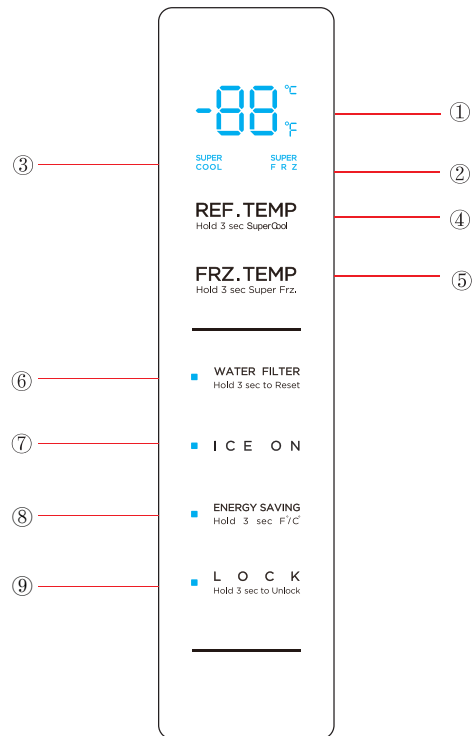 -88 °C
°F
①
SUPER COOL
SUPER F R Z
③
②
REF.TEMP
④
Hold 3 sec SuperCool
FRZ.TEMP
⑤
Hold 3 sec Super Frz.
⑥
WATER FILTER
Hold 3 sec to Reset
⑦
ICE ON
⑧
ENERGY SAVING
Hold 3 sec F°/C°
⑨
LOCK
Hold 3 sec to Unlock